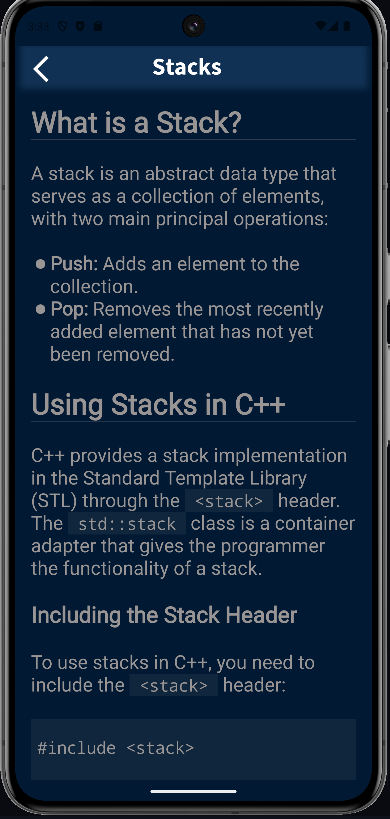 3:33
Stacks
What is a Stack?
A stack is an abstract data type that
serves as a collection of elements,
with two main principal operations:
● Push: Adds an element to the
collection.
● Pop: Removes the most recently
added element that has not yet
been removed.
Using Stacks in C++
C++ provides a stack implementation
in the Standard Template Library
(STL) through the <stack> header.
The std::stack class is a container
adapter that gives the programmer
the functionality of a stack.
Including the Stack Header
To use stacks in C++, you need to
include the <stack> header:
#include <stack>